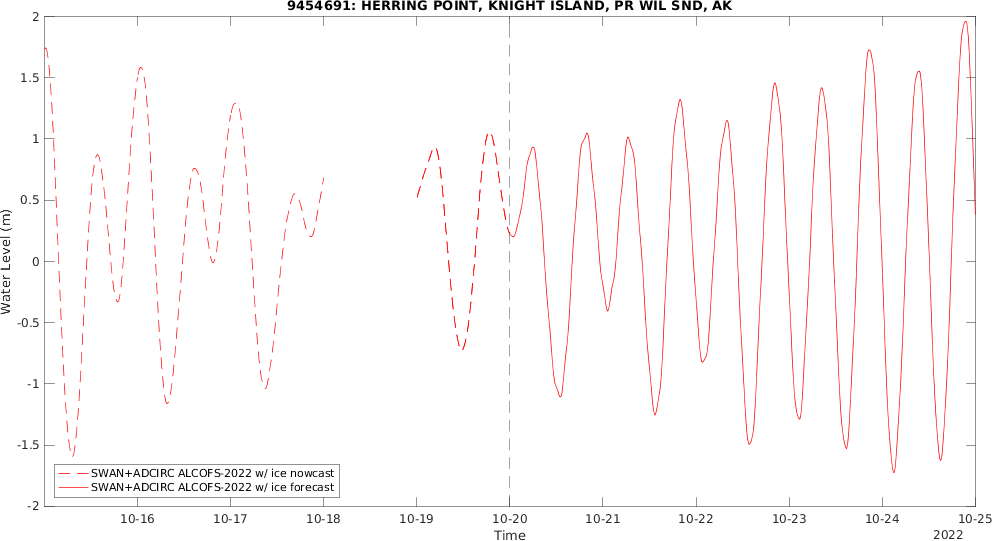 9454691: HERRING POINT, KNIGHT ISLAND, PR WIL SND, AK
2
1.5
1
0.5
0
-0.5
-1
-1.5
-2
Water Level (m)
SWAN+ADCIRC ALCOFS-2022 w/ ice nowcast
SWAN+ADCIRC ALCOFS-2022 w/ ice forecast
10-16 10-17 10-18 10-19 10-20 10-21 10-22 10-23 10-24 10-25
Time
2022